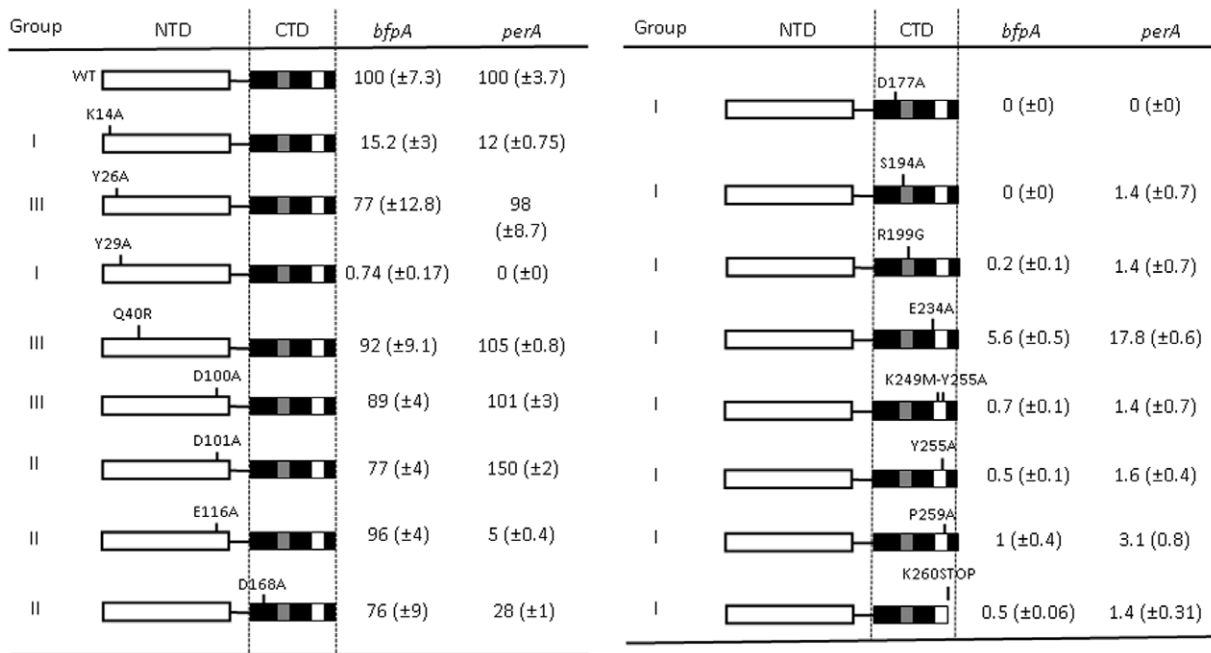 Group NTD CTD bfpA perA
WT 100 (±7.3) 100 (±3.7)
K14A
I 15.2 (±3) 12 (±0.75)
Y26A
III 77 (±12.8) 98
(±8.7)
Y29A
I 0.74 (±0.17) 0 (±0)
Q40R
III 92 (±9.1) 105 (±0.8)
D100A
III 89 (±4) 101 (±3)
D101A
II 77 (±4) 150 (±2)
E116A
II 96 (±4) 5 (±0.4)
D168A
II 76 (±9) 28 (±1)
Group NTD CTD bfpA perA
D177A
I 0 (±0) 0 (±0)
S194A
I 0 (±0) 1.4 (±0.7)
R199G
I 0.2 (±0.1) 1.4 (±0.7)
E234A
I 5.6 (±0.5) 17.8 (±0.6)
K249M-Y255A
I 0.7 (±0.1) 1.4 (±0.7)
Y255A
I 0.5 (±0.1) 1.6 (±0.4)
P259A
I 1 (±0.4) 3.1 (0.8)
K260STOP
I 0.5 (±0.06) 1.4 (±0.31)